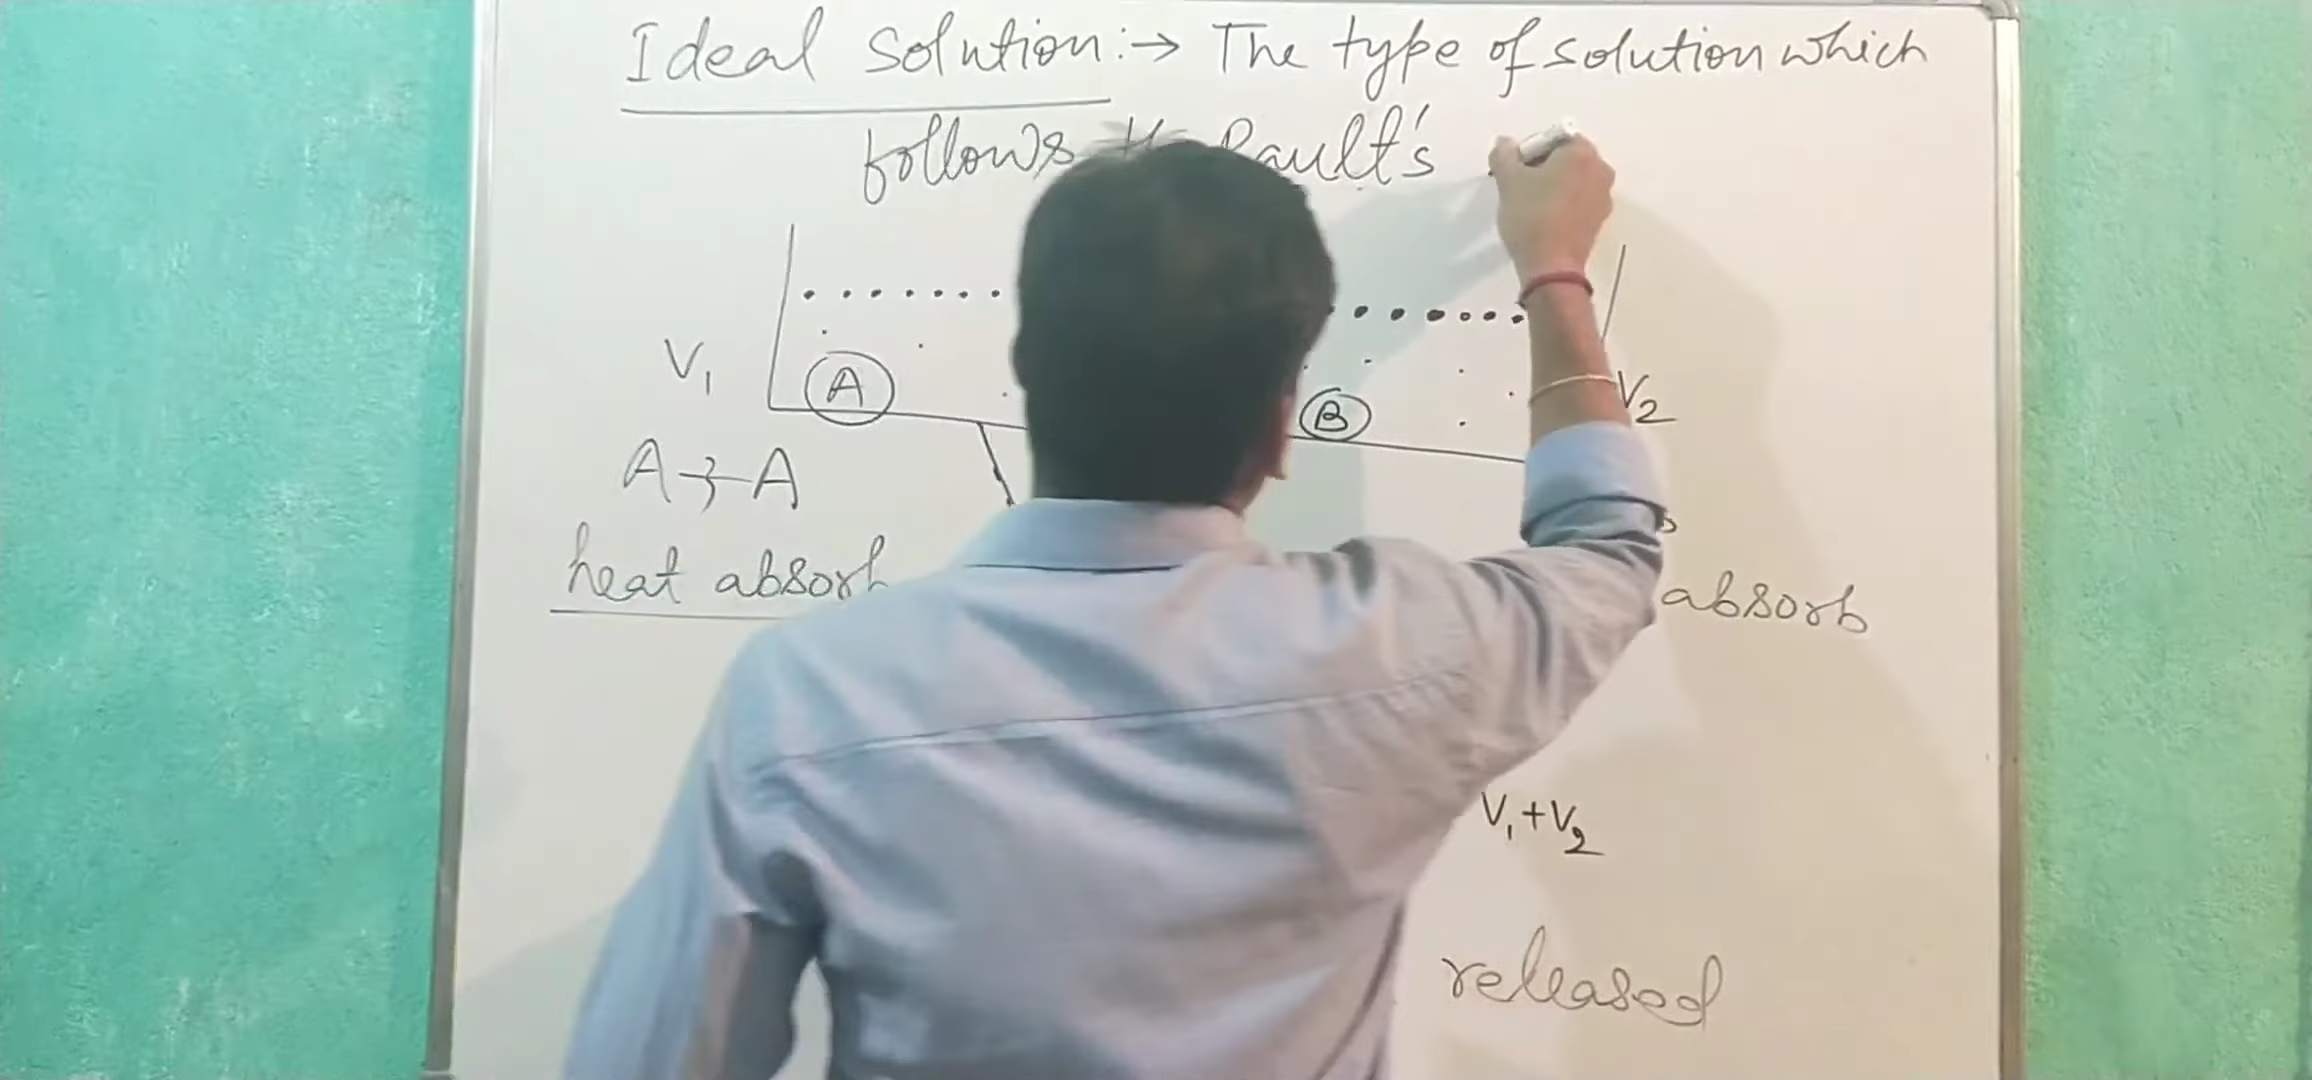 Ideal Solution :→ The type of solution which
follows Rault's
V₁
A
B
V₂
A A
heat absorb
absorb
V₁+V₂
released